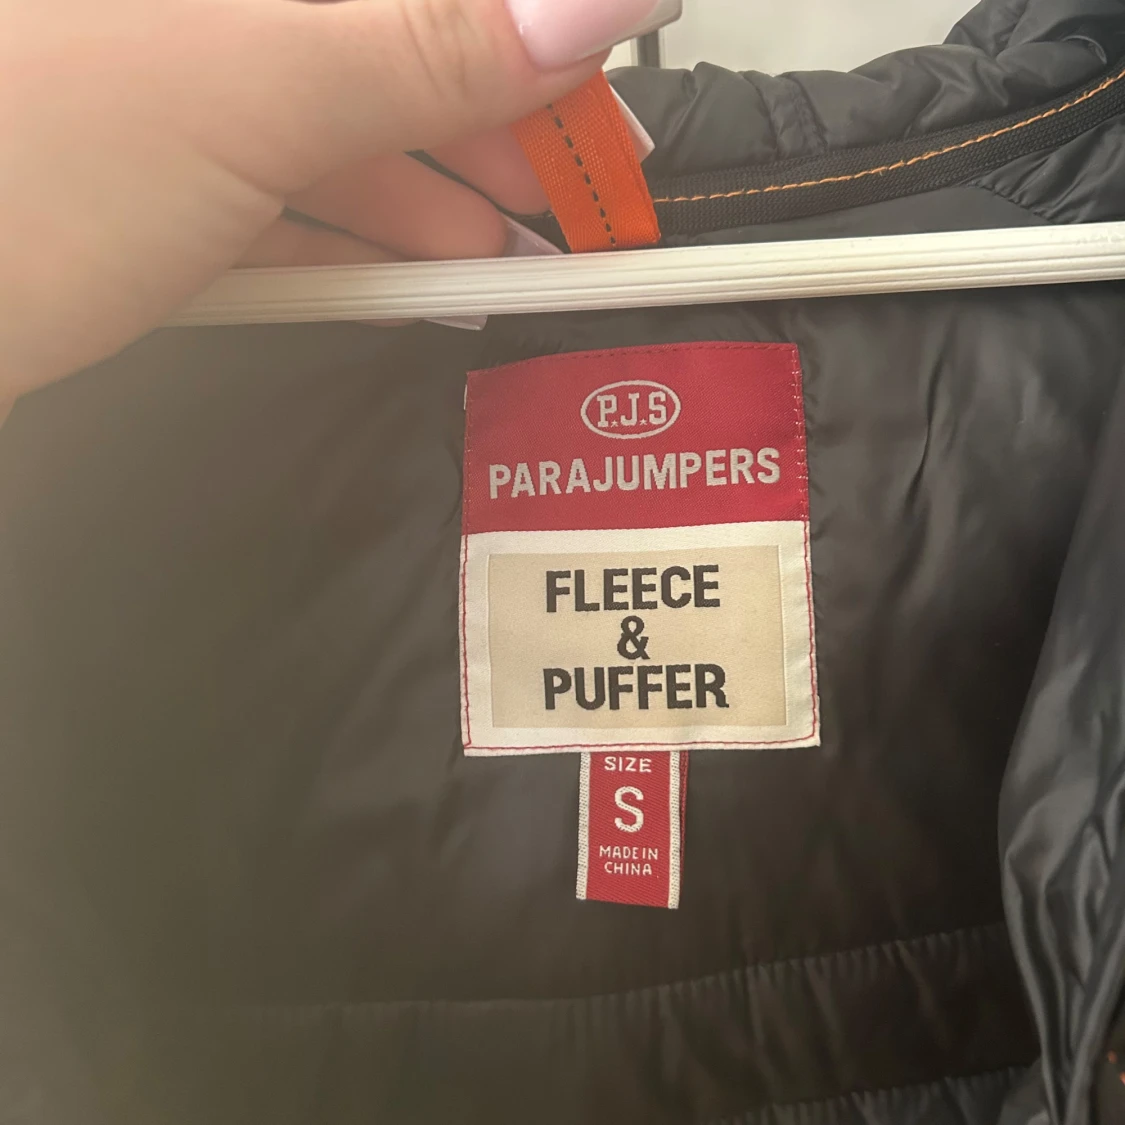 P.J.S
PARAJUMPERS
FLEECE
&
PUFFER
SIZE
S
MADE IN
CHINA